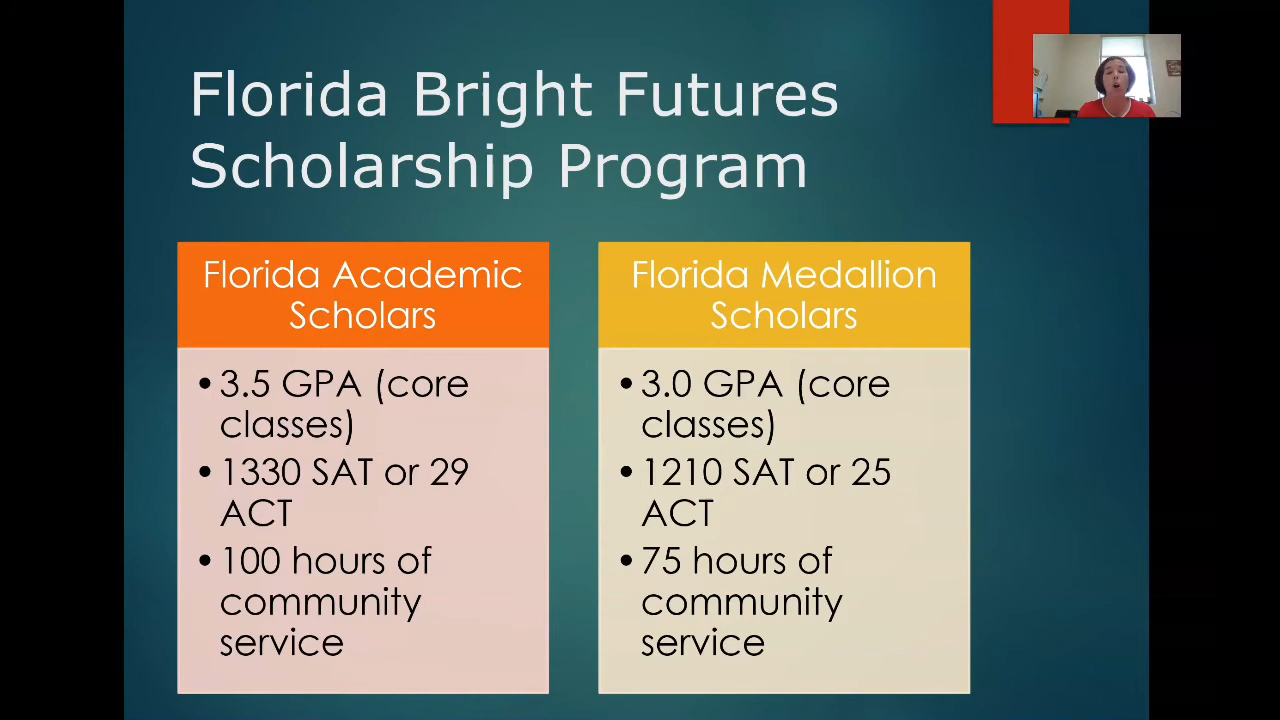 Florida Bright Futures
Scholarship Program
Florida Academic
Scholars
•3.5 GPA (core
classes)
•1330 SAT or 29
ACT
•100 hours of
community
service
Florida Medallion
Scholars
•3.0 GPA (core
classes)
•1210 SAT or 25
ACT
•75 hours of
community
service